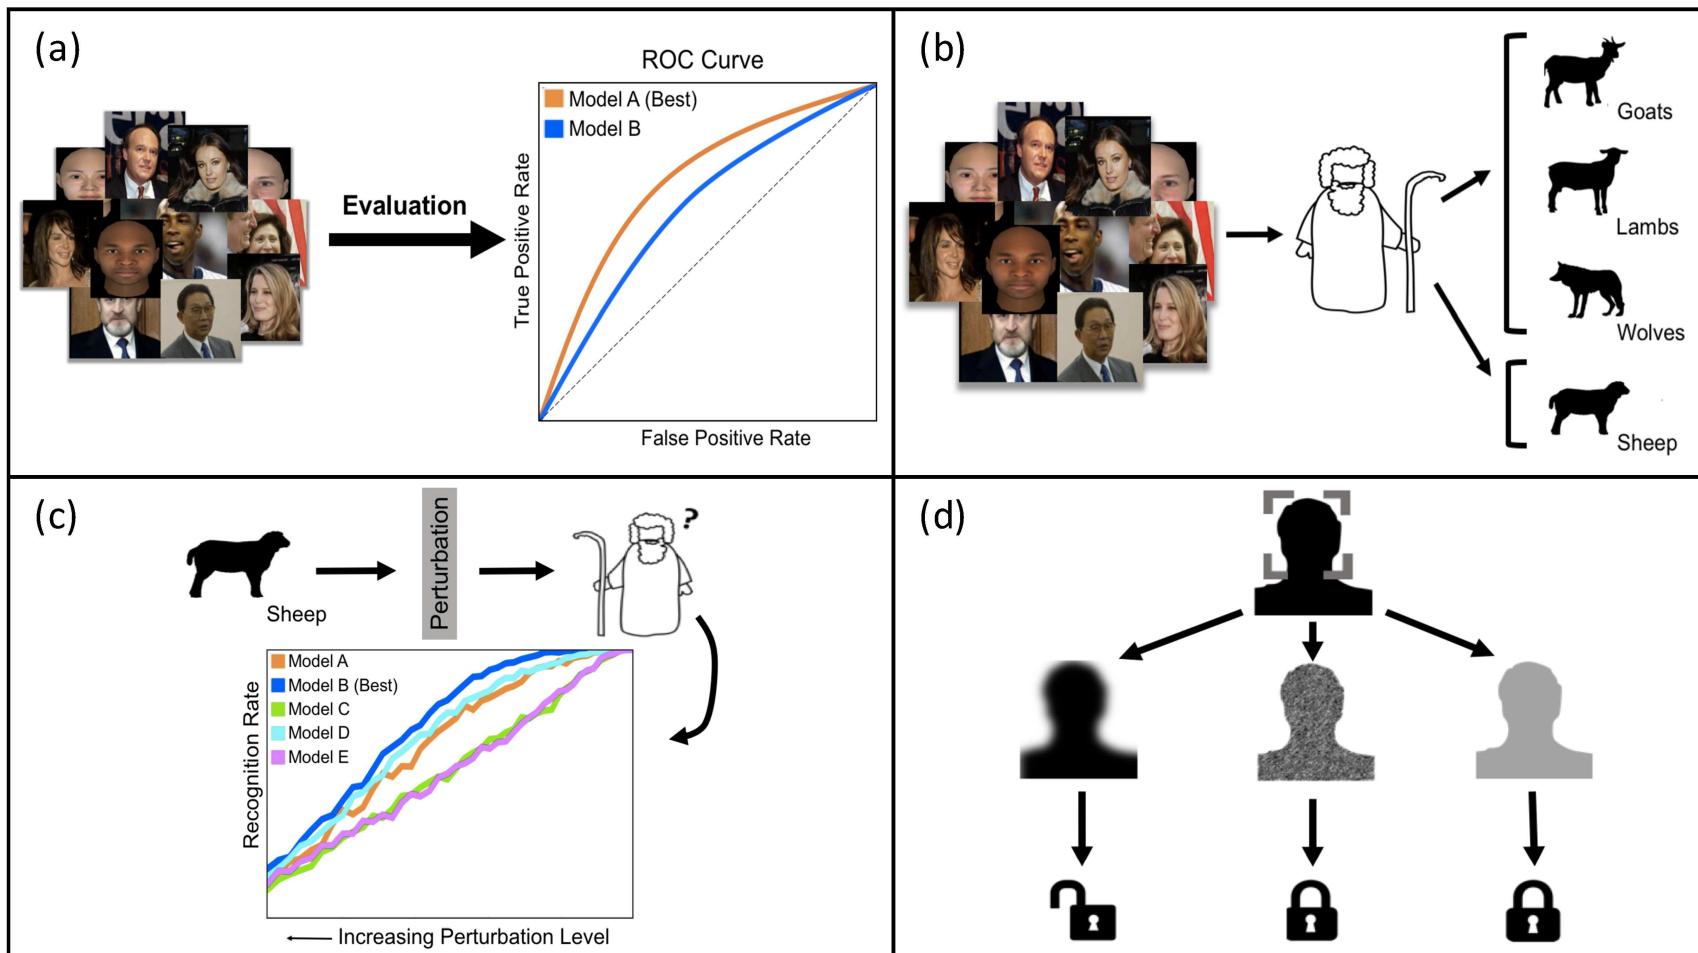 (a)
ROC Curve
Model A (Best)
Model B
Evaluation
True Positive Rate
False Positive Rate
(b)
Goats
Lambs
Wolves
Sheep
(c)
Sheep
Perturbation
?
Model A
Model B (Best)
Model C
Model D
Model E
Recognition Rate
Increasing Perturbation Level
(d)